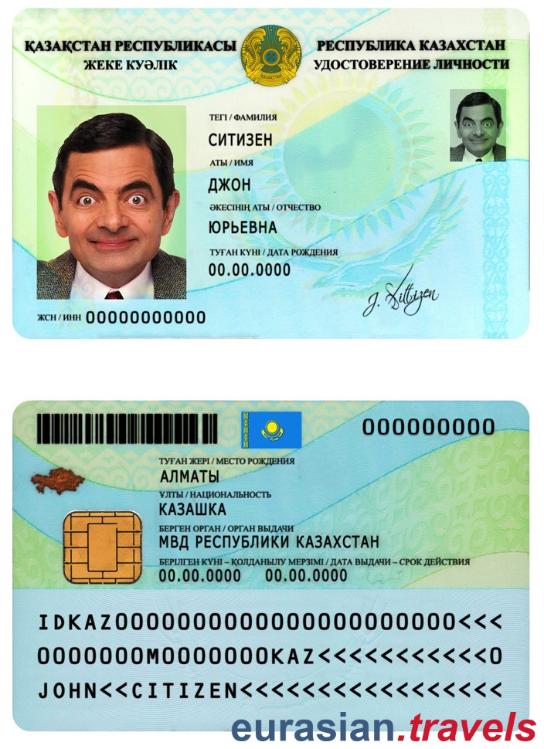 ҚАЗАҚСТАН РЕСПУБЛИКАСЫ
ЖЕКЕ КУӘЛІК
РЕСПУБЛИКА КАЗАХСТАН
УДОСТОВЕРЕНИЕ ЛИЧНОСТИ
ТЕГІ / ФАМИЛИЯ
СИТИЗЕН
АТЫ / ИМЯ
ДЖОН
ӘКЕСІНІҢ АТЫ / ОТЧЕСТВО
ЮРЬЕВНА
ТУҒАН КҮНІ / ДАТА РОЖДЕНИЯ
00.00.0000
J. Sittizen
ЖСН / ИНН 00000000000
000000000
ТУҒАН ЖЕРІ / МЕСТО РОЖДЕНИЯ
АЛМАТЫ
ҰЛТЫ / НАЦИОНАЛЬНОСТЬ
КАЗАШКА
БЕРГЕН ОРГАН / ОРГАН ВЫДАЧИ
МВД РЕСПУБЛИКИ КАЗАХСТАН
БЕРІЛГЕН КҮНІ – ҚОЛДАНЫЛУ МЕРЗІМІ / ДАТА ВЫДАЧИ – СРОК ДЕЙСТВИЯ
00.00.0000 00.00.0000
IDKAZ0000000000000000000000<<<
0000000M0000000KAZ<<<<<<<<<<<0
JOHN<<CITIZEN<<<<<<<<<<<<<<<<<
eurasian.travels